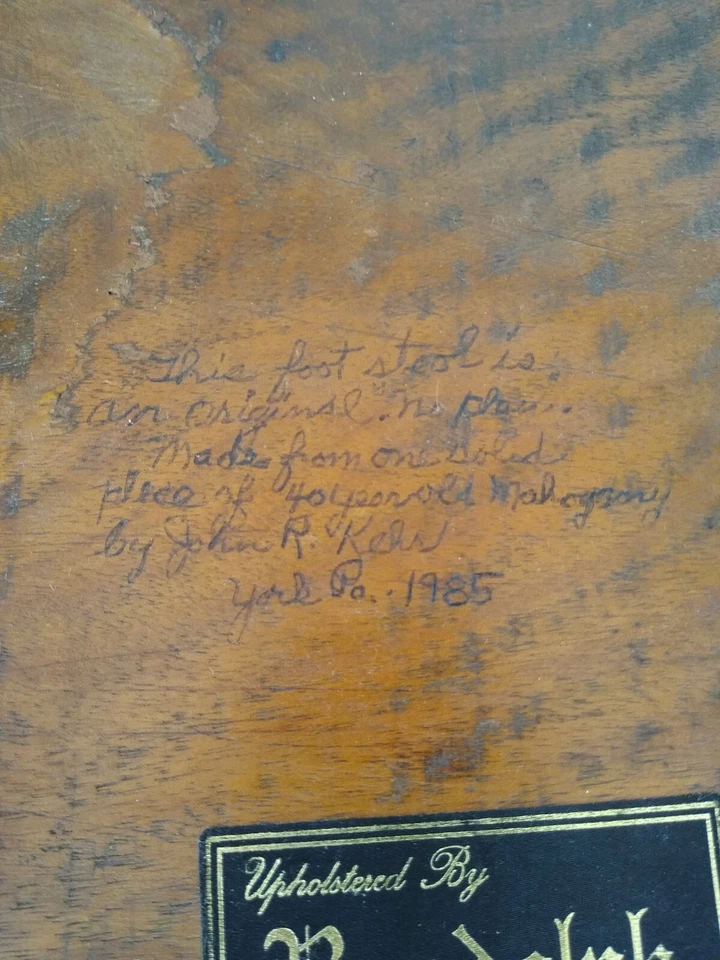 This foot stool is
an original. No plan.
Made from one solid
piece of 40 year old Mahogany
by John R. Kehr
York Pa. 1985
Upholstered By